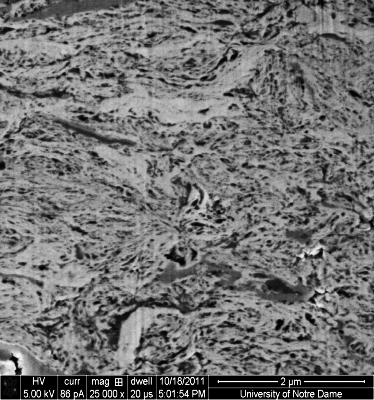 HV curr mag ⊞ dwell 10/18/2011 2 µm
5.00 kV 86 pA 25 000 x 20 µs 5:01:54 PM University of Notre Dame